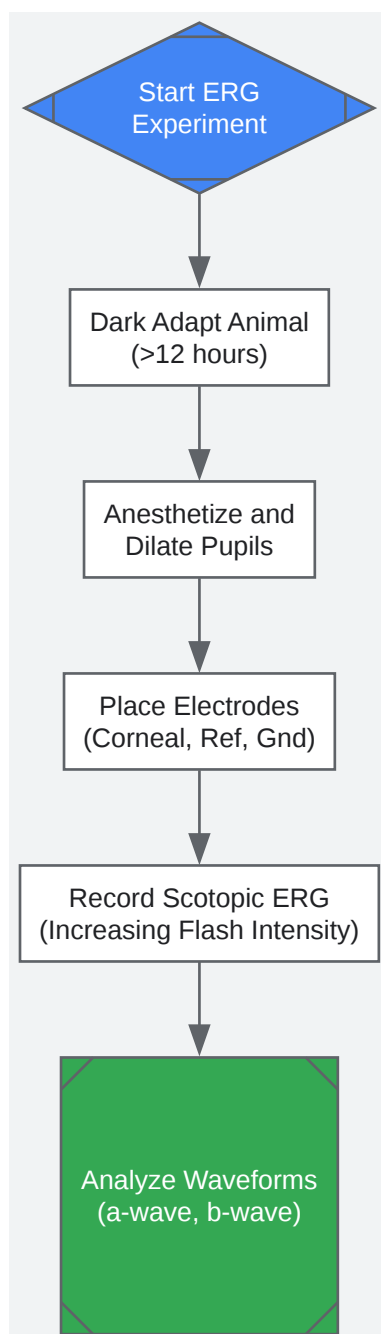 Start ERG
Experiment
Dark Adapt Animal
(>12 hours)
Anesthetize and
Dilate Pupils
Place Electrodes
(Corneal, Ref, Gnd)
Record Scotopic ERG
(Increasing Flash Intensity)
Analyze Waveforms
(a-wave, b-wave)